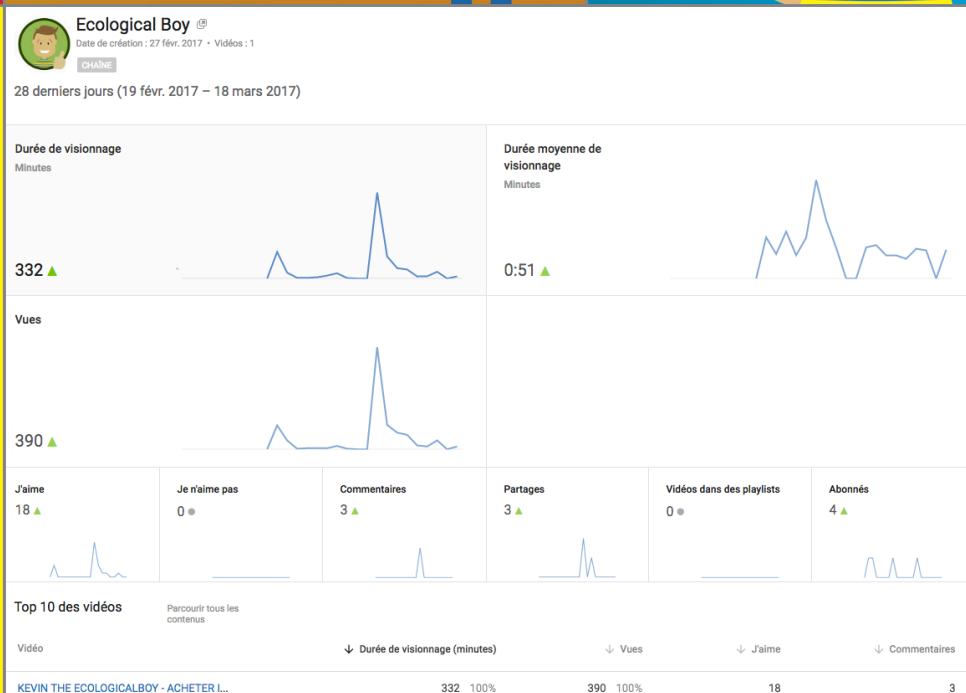 Ecological Boy
Date de création : 27 févr. 2017 • Vidéos : 1
CHAÎNE
28 derniers jours (19 févr. 2017 – 18 mars 2017)
Durée de visionnage
Minutes
332
Durée moyenne de
visionnage
Minutes
0:51
Vues
390
J'aime
18
Je n'aime pas
0
Commentaires
3
Partages
3
Vidéos dans des playlists
0
Abonnés
4
Top 10 des vidéos
Parcourir tous les
contenus
Vidéo
Durée de visionnage (minutes)
Vues
J'aime
Commentaires
KEVIN THE ECOLOGICALBOY - ACHETER I...
332 100%
390 100%
18
3